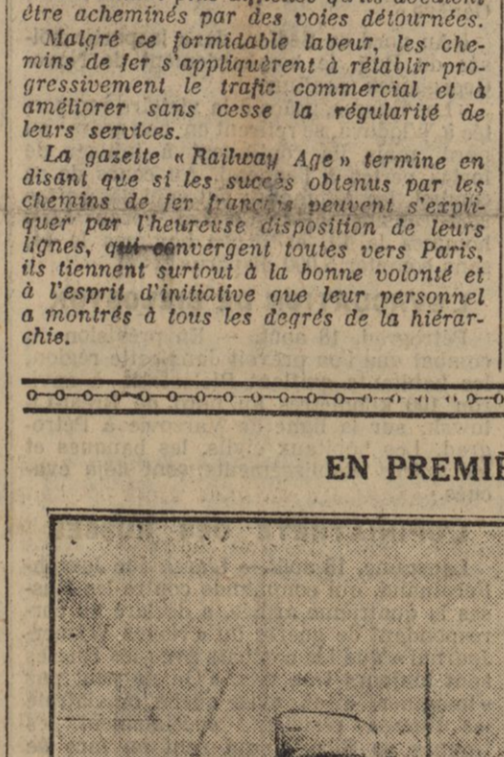 être acheminés par des voies détournées.
Malgré ce formidable labeur, les che-
mins de fer s'appliquèrent à rétablir pro-
gressivement le trafic commercial et à
améliorer sans cesse la régularité de
leurs services.
La gazette « Railway Age » termine en
disant que si les succès obtenus par les
chemins de fer français peuvent s'expli-
quer par l'heureuse disposition de leurs
lignes, qui convergent toutes vers Paris,
ils tiennent surtout à la bonne volonté et
à l'esprit d'initiative que leur personnel
a montrés à tous les degrés de la hiérar-
chie.
EN PREMIÈ